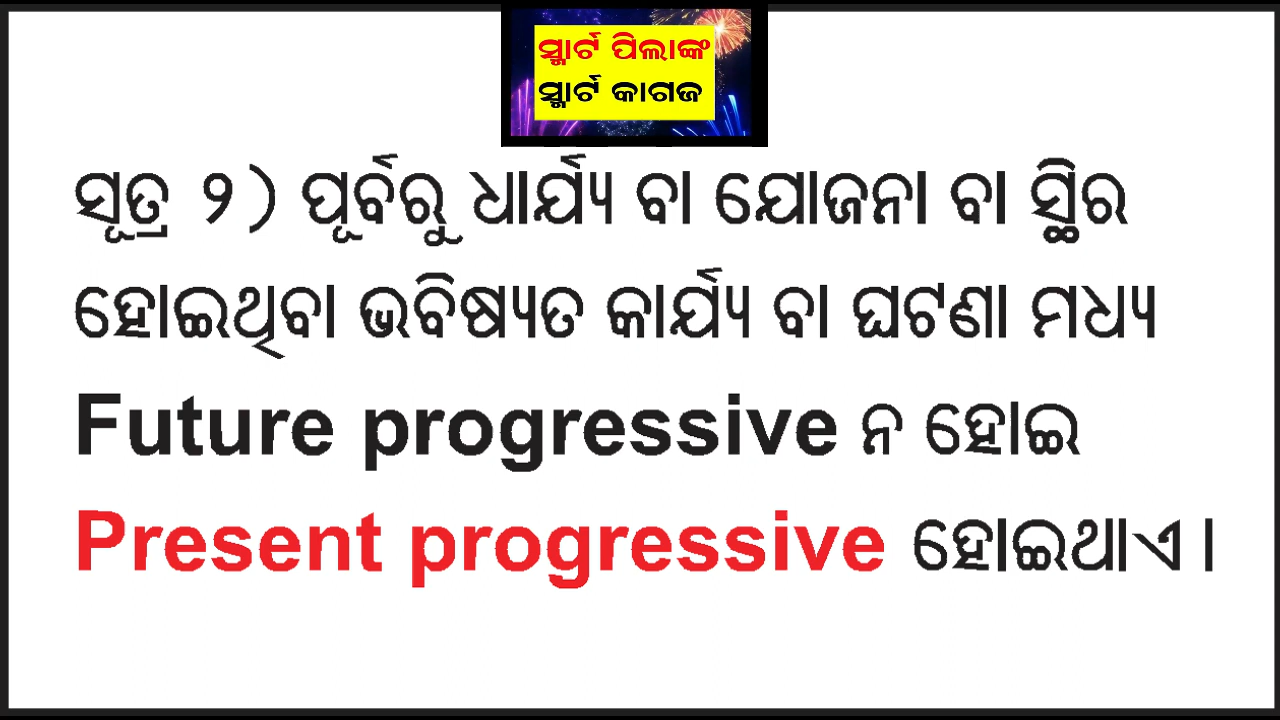 ସ୍ମାର୍ଟ ପିଲାଙ୍କ
ସ୍ମାର୍ଟ କାଗଜ
ସୂତ୍ର ୨) ପୂର୍ବରୁ ଧାର୍ଯ୍ୟ ବା ଯୋଜନା ବା ସ୍ଥିର
ହୋଇଥିବା ଭବିଷ୍ୟତ କାର୍ଯ୍ୟ ବା ଘଟଣା ମଧ୍ୟ
Future progressive ନ ହୋଇ
Present progressive ହୋଇଥାଏ ।